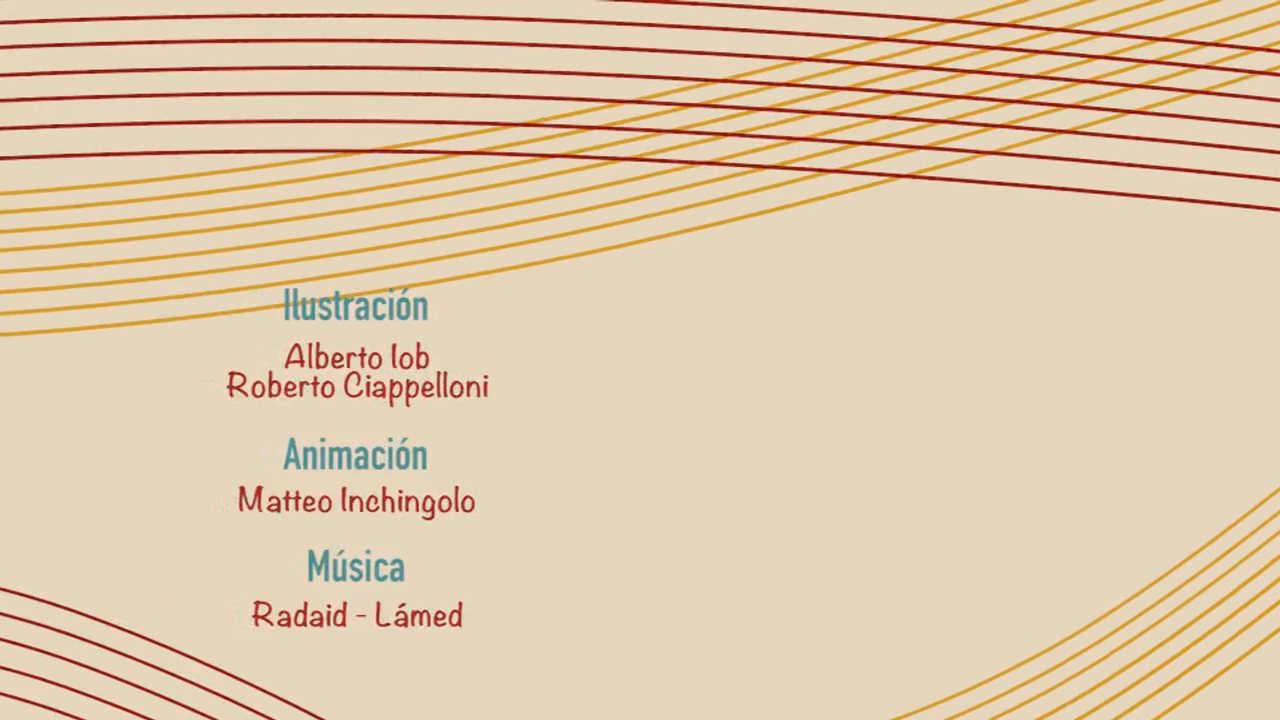 Ilustración
Alberto Iob
Roberto Ciappelloni
Animación
Matteo Inchingolo
Música
Radaid - Lámed